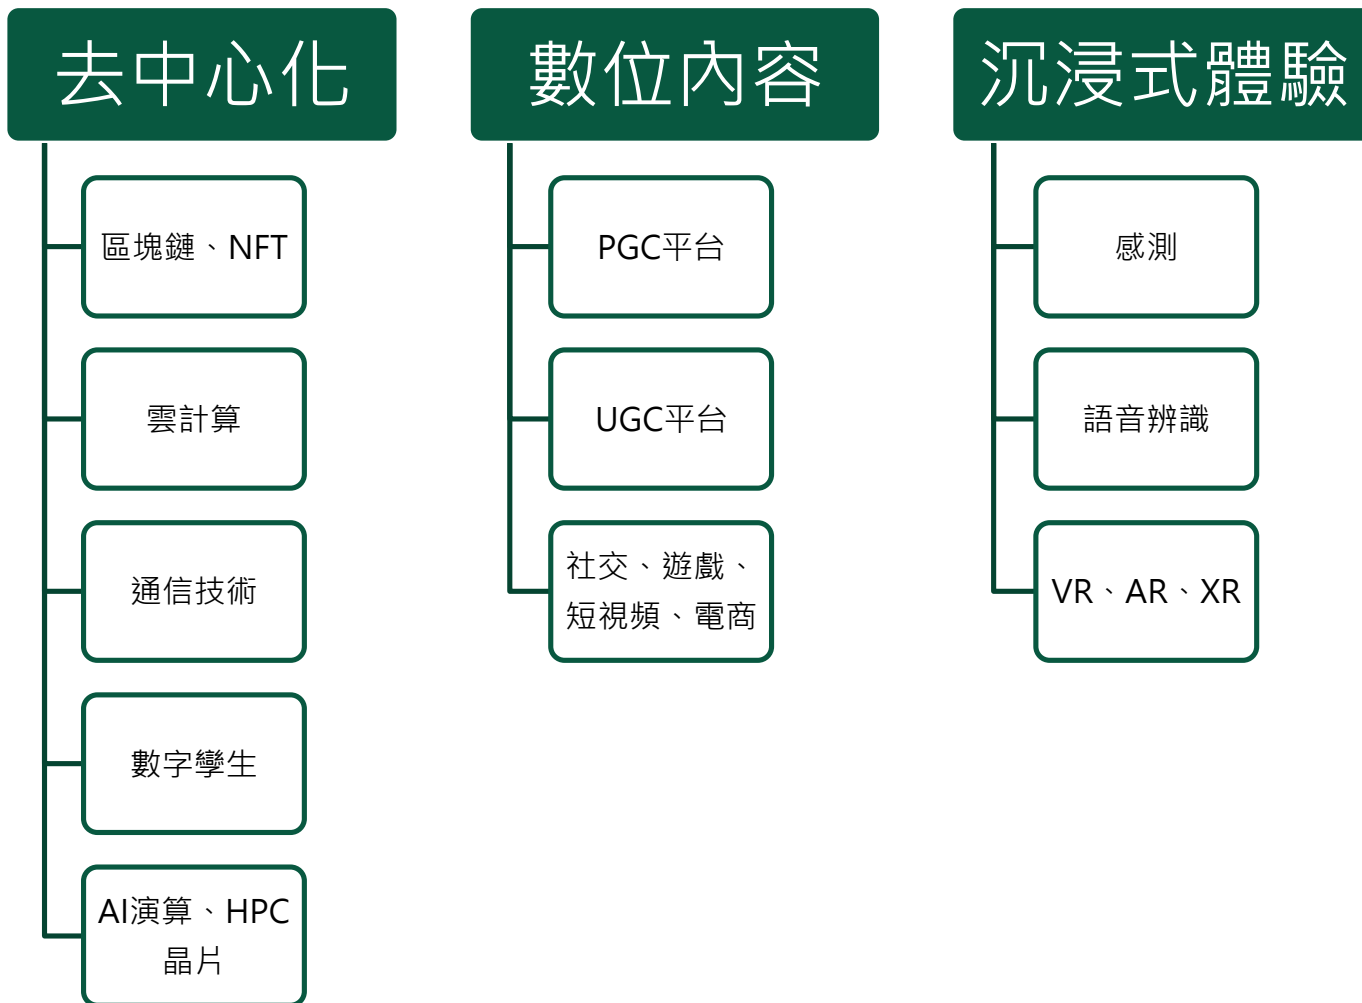 去中心化
區塊鏈、NFT
雲計算
通信技術
數字孿生
AI演算、HPC
晶片
數位內容
PGC平台
UGC平台
社交、遊戲、
短視頻、電商
沉浸式體驗
感測
語音辨識
VR、AR、XR